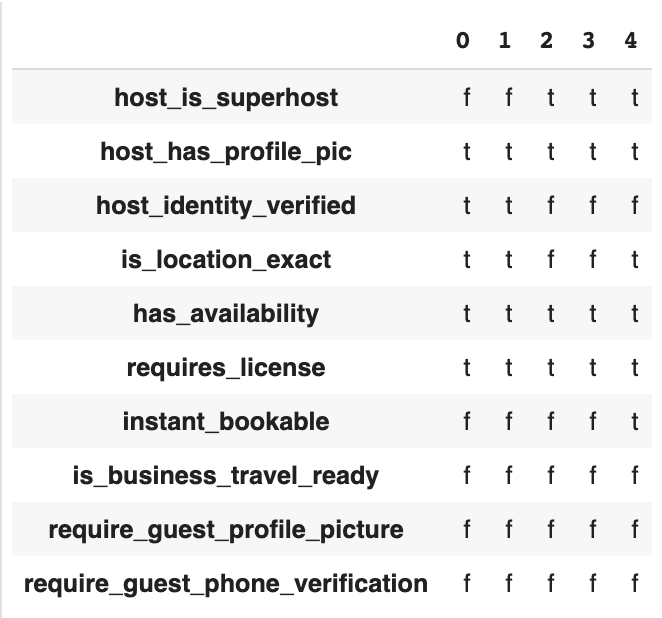 0 1 2 3 4
host_is_superhost f f t t t
host_has_profile_pic t t t t t
host_identity_verified t t f f f
is_location_exact t t f f t
has_availability t t t t t
requires_license t t t t t
instant_bookable f f f f t
is_business_travel_ready f f f f f
require_guest_profile_picture f f f f f
require_guest_phone_verification f f f f f